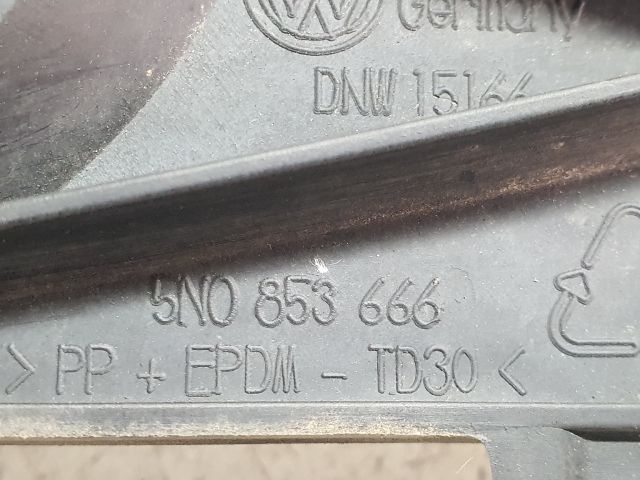 Germany
DNW 15166
5N0 853 666
> PP + EPDM - TD30 <